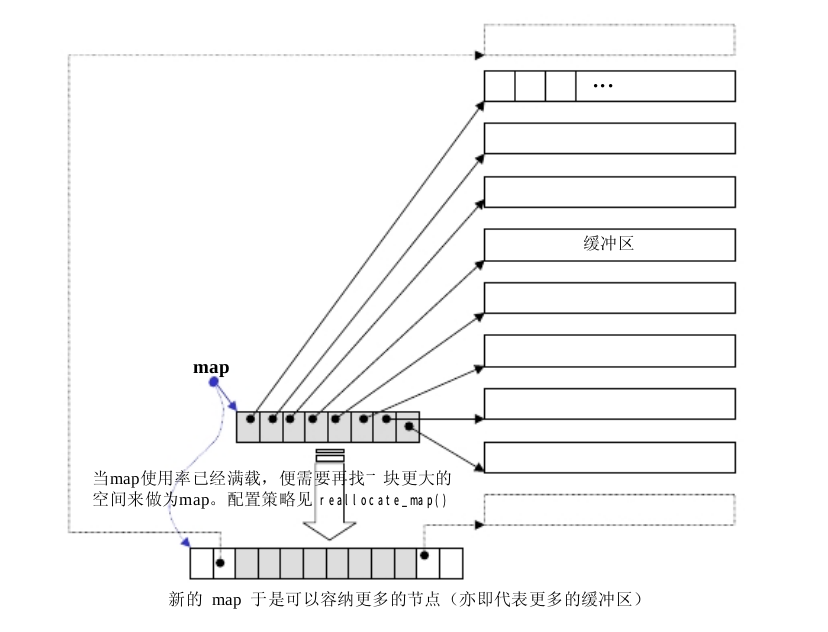 ...
缓冲区
map
当map使用率已经满载，便需要再找一 块更大的
空间来做为map。配置策略见 reallocate_map()
新的 map 于是可以容纳更多的节点（亦即代表更多的缓冲区）